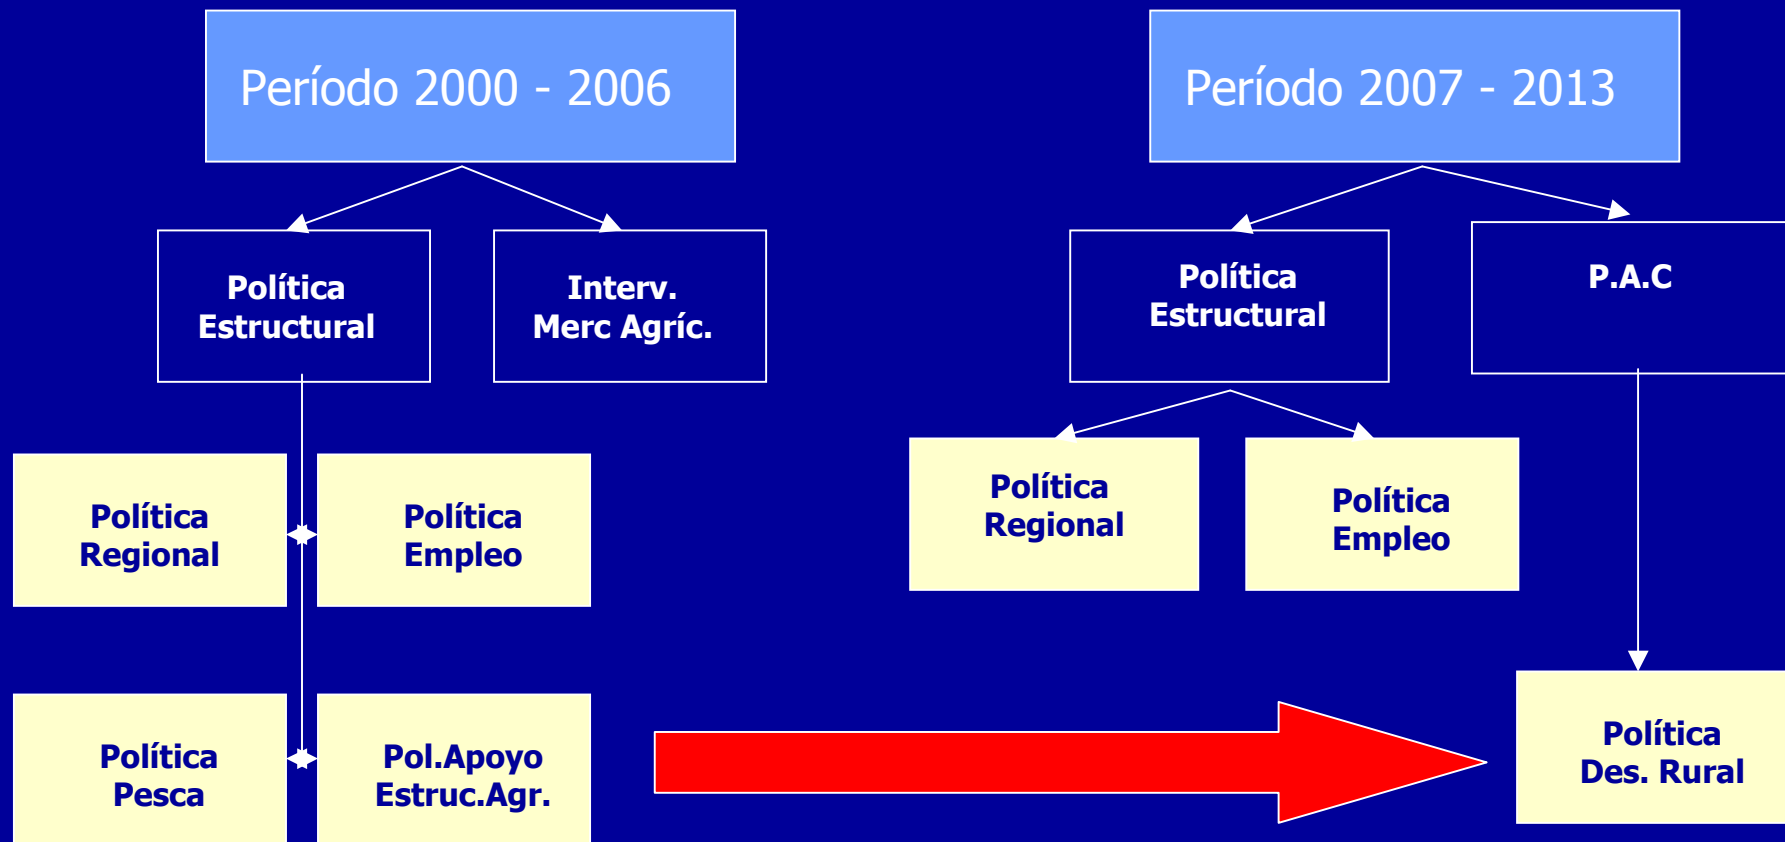 Período 2000 - 2006
Período 2007 - 2013
Política
Estructural
Interv.
Merc Agríc.
Política
Estructural
P.A.C
Política
Regional
Política
Empleo
Política
Regional
Política
Empleo
Política
Pesca
Pol.Apoyo
Estruc.Agr.
Política
Des. Rural